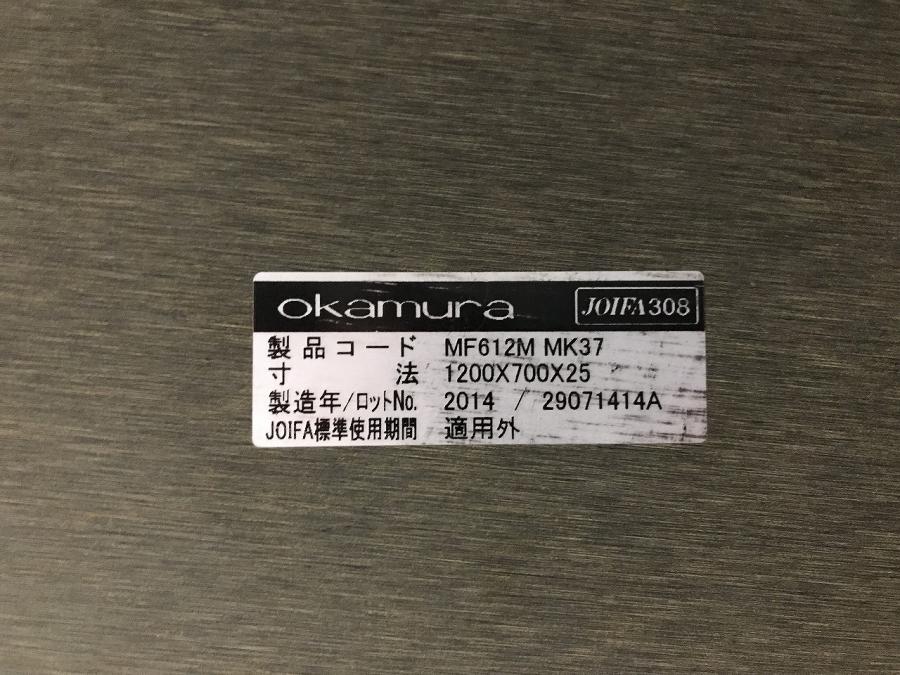 okamura JOIFA308
製品コード MF612M MK37
寸法 1200X700X25
製造年/ロットNo. 2014 / 29071414A
JOIFA標準使用期間 適用外